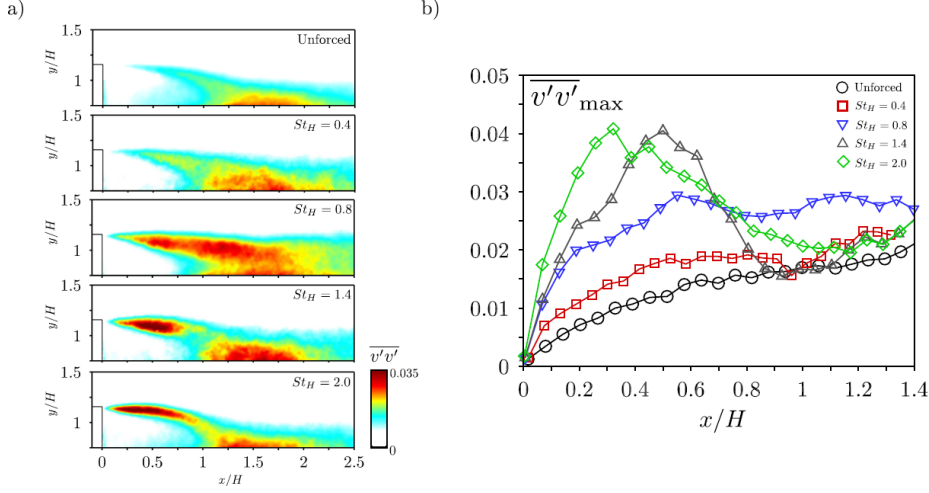 a)
1.5
y/H
1
Unforced
1.5
y/H
1
St_H = 0.4
1.5
y/H
1
St_H = 0.8
1.5
y/H
1
St_H = 1.4
1.5
y/H
1
St_H = 2.0
0 0.5 1 1.5 2 2.5
x/H
v'v'
0.035
0
b)
v'v'max
0.05
0.04
0.03
0.02
0.01
0
0 0.2 0.4 0.6 0.8 1 1.2 1.4
x/H
Unforced
St_H = 0.4
St_H = 0.8
St_H = 1.4
St_H = 2.0